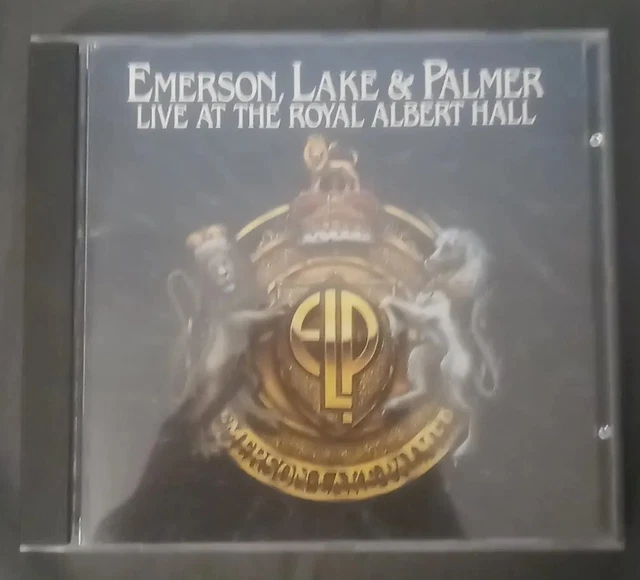 EMERSON, LAKE & PALMER
LIVE AT THE ROYAL ALBERT HALL
ELP